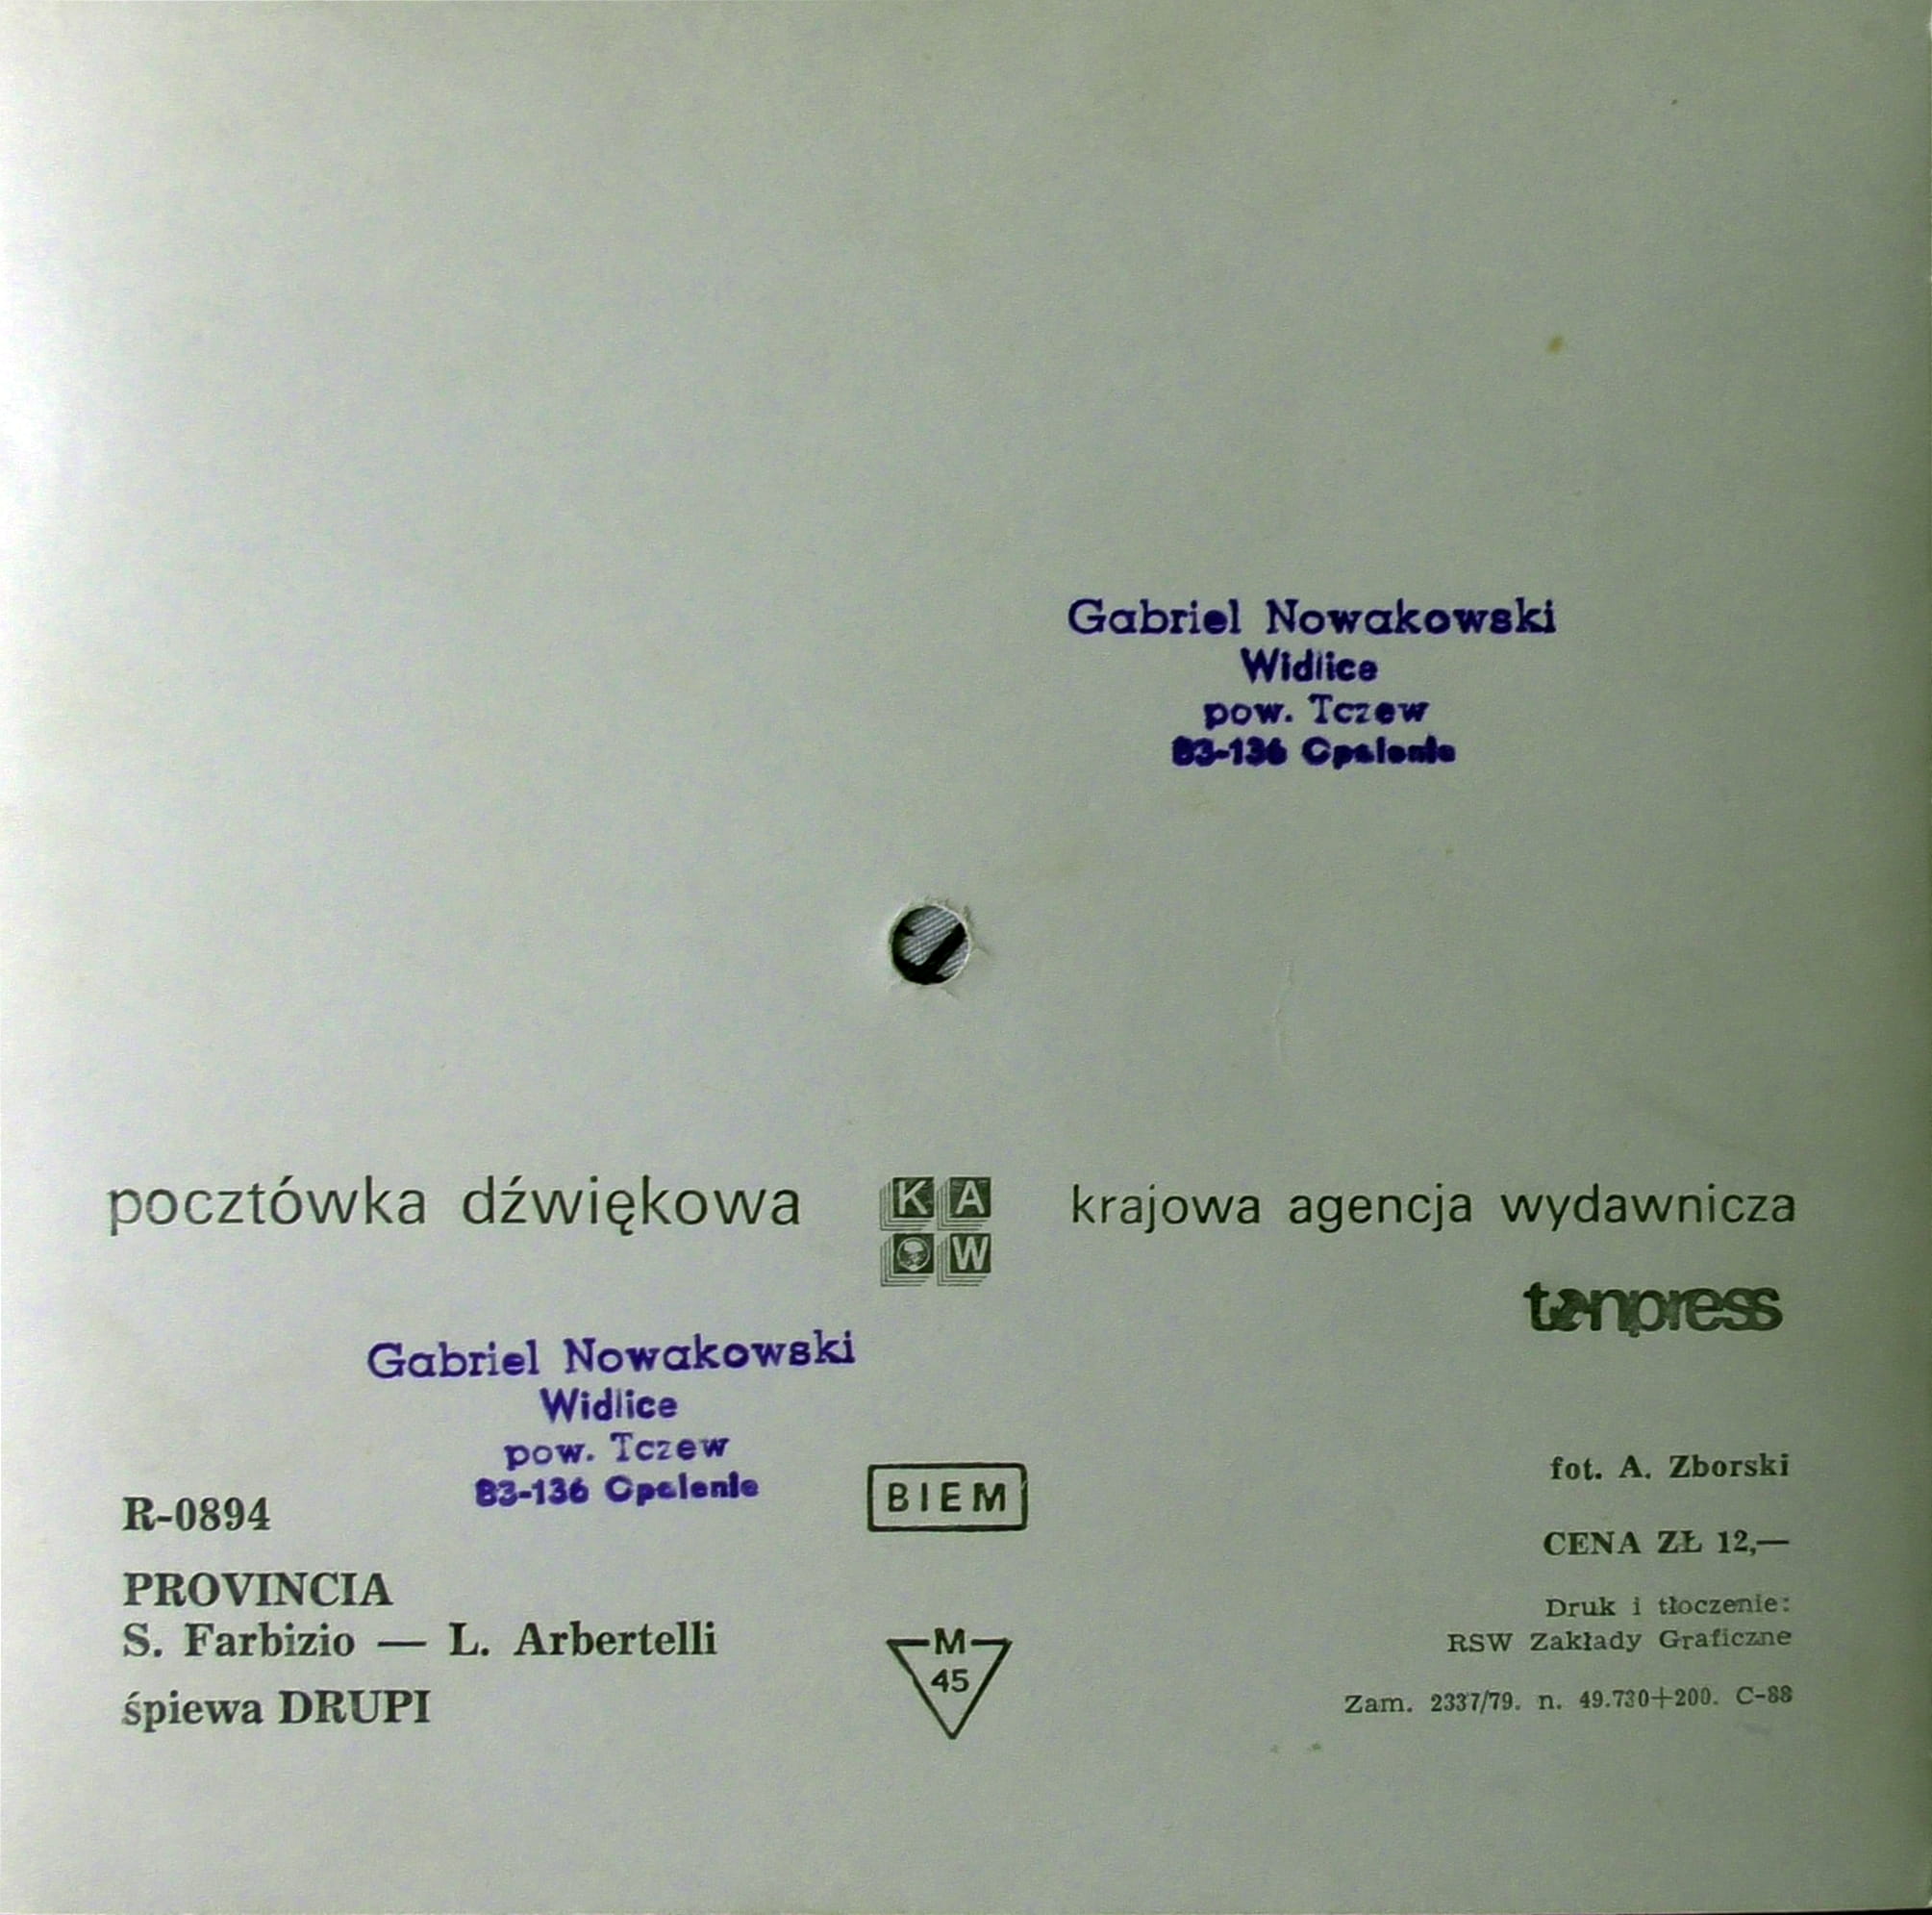 Gabriel Nowakowski
Widlice
pow. Tczew
83-136 Opalenie
pocztówka dźwiękowa
K A
W
krajowa agencja wydawnicza
tonpress
Gabriel Nowakowski
Widlice
pow. Tczew
83-136 Opalenie
R-0894
PROVINCIA
S. Farbizio — L. Arbertelli
śpiewa DRUPI
BIEM
M
45
fot. A. Zborski
CENA ZŁ 12,—
Druk i tłoczenie:
RSW Zakłady Graficzne
Zam. 2337/79. n. 49.730+200. C-88